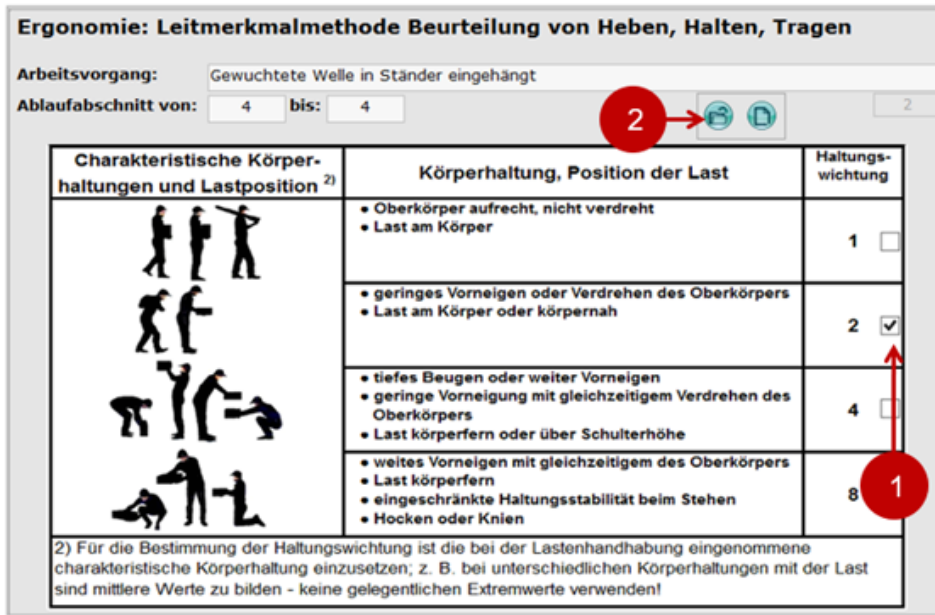 Ergonomie: Leitmerkmalmethode Beurteilung von Heben, Halten, Tragen
Arbeitsvorgang: Gewuchtete Welle in Ständer eingehängt
Ablaufabschnitt von: 4 bis: 4 2 2
Charakteristische Körper-
haltungen und Lastposition 2)
Körperhaltung, Position der Last
Haltungs-
wichtung
• Oberkörper aufrecht, nicht verdreht
• Last am Körper
1
• geringes Vorneigen oder Verdrehen des Oberkörpers
• Last am Körper oder körpernah
2
• tiefes Beugen oder weiter Vorneigen
• geringe Vorneigung mit gleichzeitigem Verdrehen des
Oberkörpers
• Last körperfern oder über Schulterhöhe
4
• weites Vorneigen mit gleichzeitigem des Oberkörpers
• Last körperfern
• eingeschränkte Haltungsstabilität beim Stehen
• Hocken oder Knien
8
1
2) Für die Bestimmung der Haltungswichtung ist die bei der Lastenhandhabung eingenommene
charakteristische Körperhaltung einzusetzen; z. B. bei unterschiedlichen Körperhaltungen mit der Last
sind mittlere Werte zu bilden - keine gelegentlichen Extremwerte verwenden!